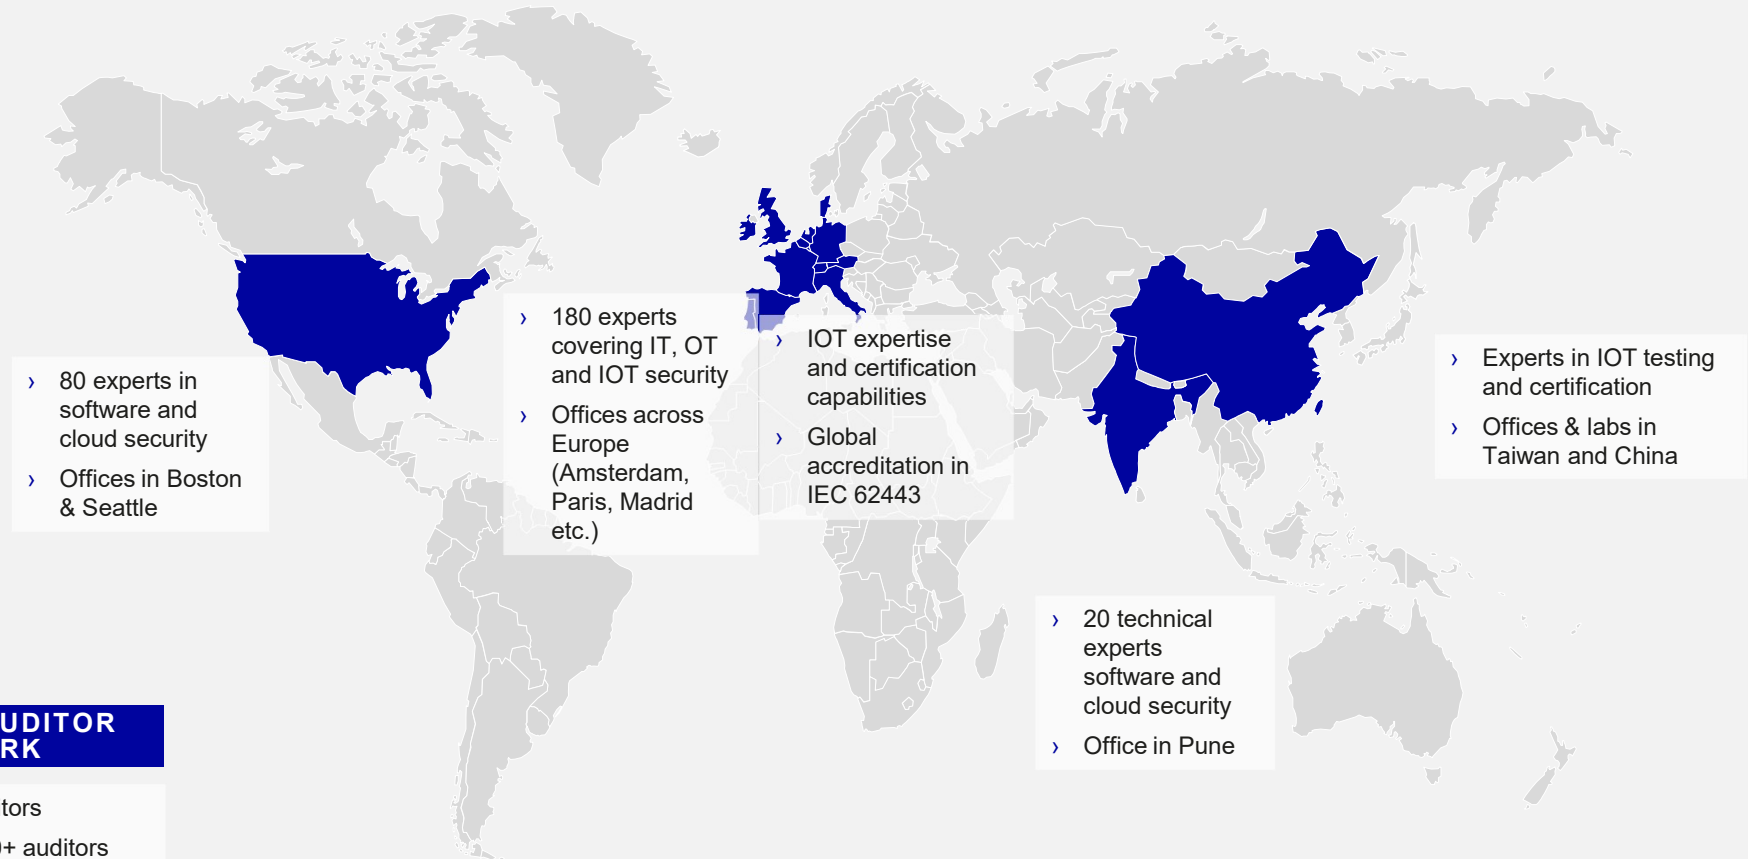 › 80 experts in
software and
cloud security
› Offices in Boston
& Seattle
› 180 experts
covering IT, OT
and IOT security
› Offices across
Europe
(Amsterdam,
Paris, Madrid
etc.)
› IOT expertise
and certification
capabilities
› Global
accreditation in
IEC 62443
› Experts in IOT testing
and certification
› Offices & labs in
Taiwan and China
› 20 technical
experts
software and
cloud security
› Office in Pune
UDITOR
RK
tors
+ auditors